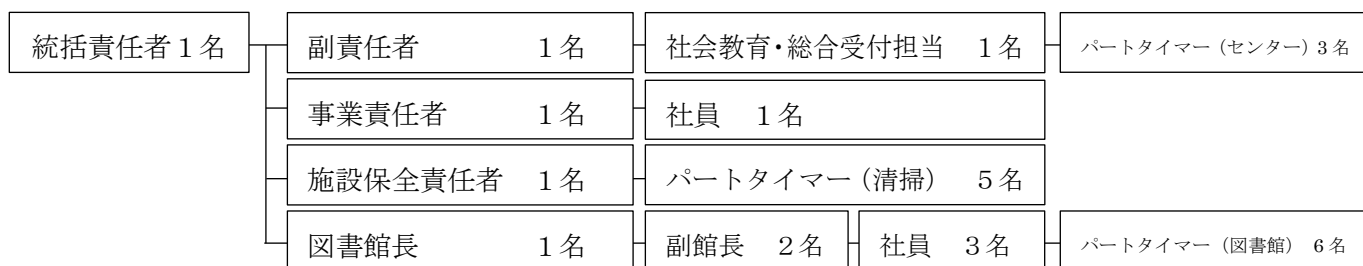 統括責任者１名 副責任者 １名 社会教育・総合受付担当 １名 パートタイマー（センター）3名
事業責任者 １名 社員 １名
施設保全責任者 １名 パートタイマー（清掃） ５名
図書館長 １名 副館長 ２名 社員 ３名 パートタイマー（図書館） 6名